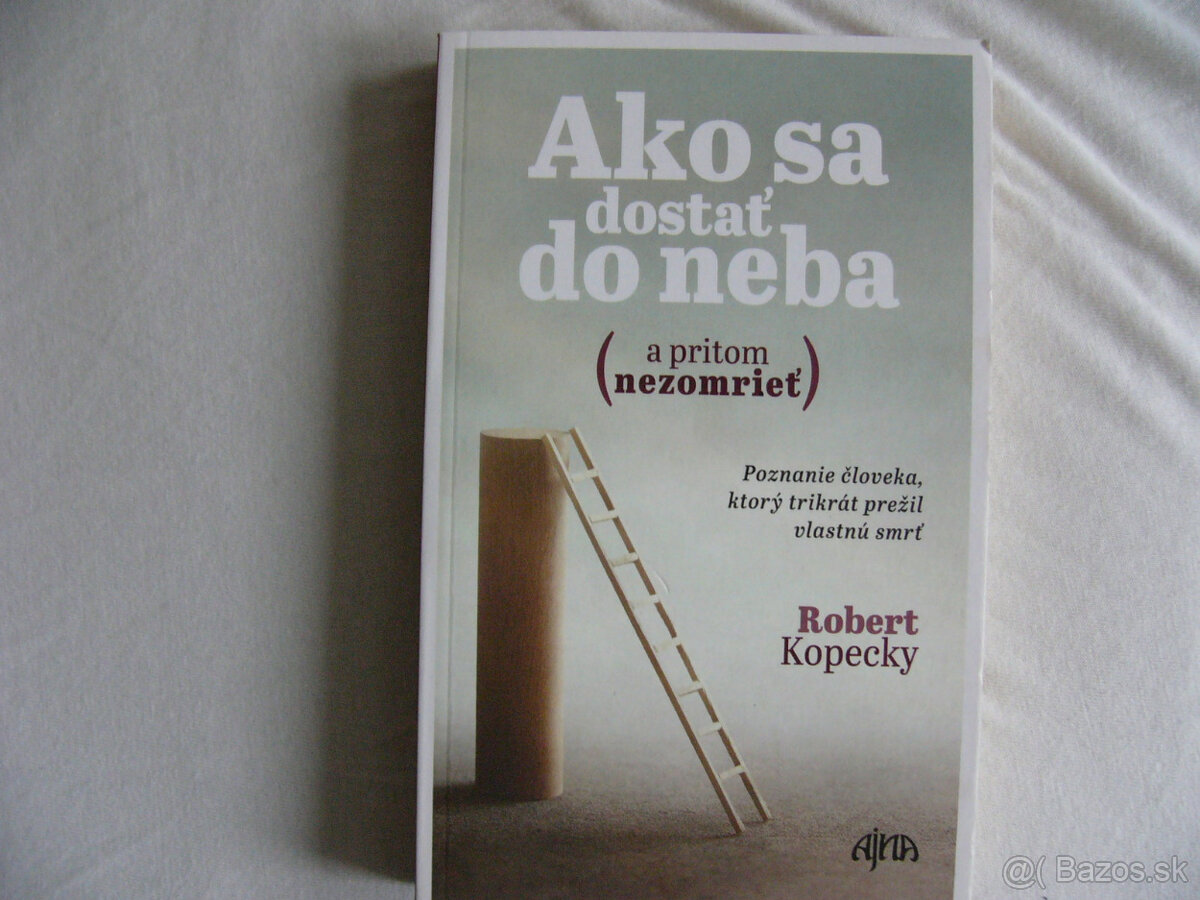 Ako sa
dostať
do neba
(a pritom
nezomrieť)
Poznanie človeka,
ktorý trikrát prežil
vlastnú smrť
Robert
Kopecky
AJNA
@( Bazos.sk